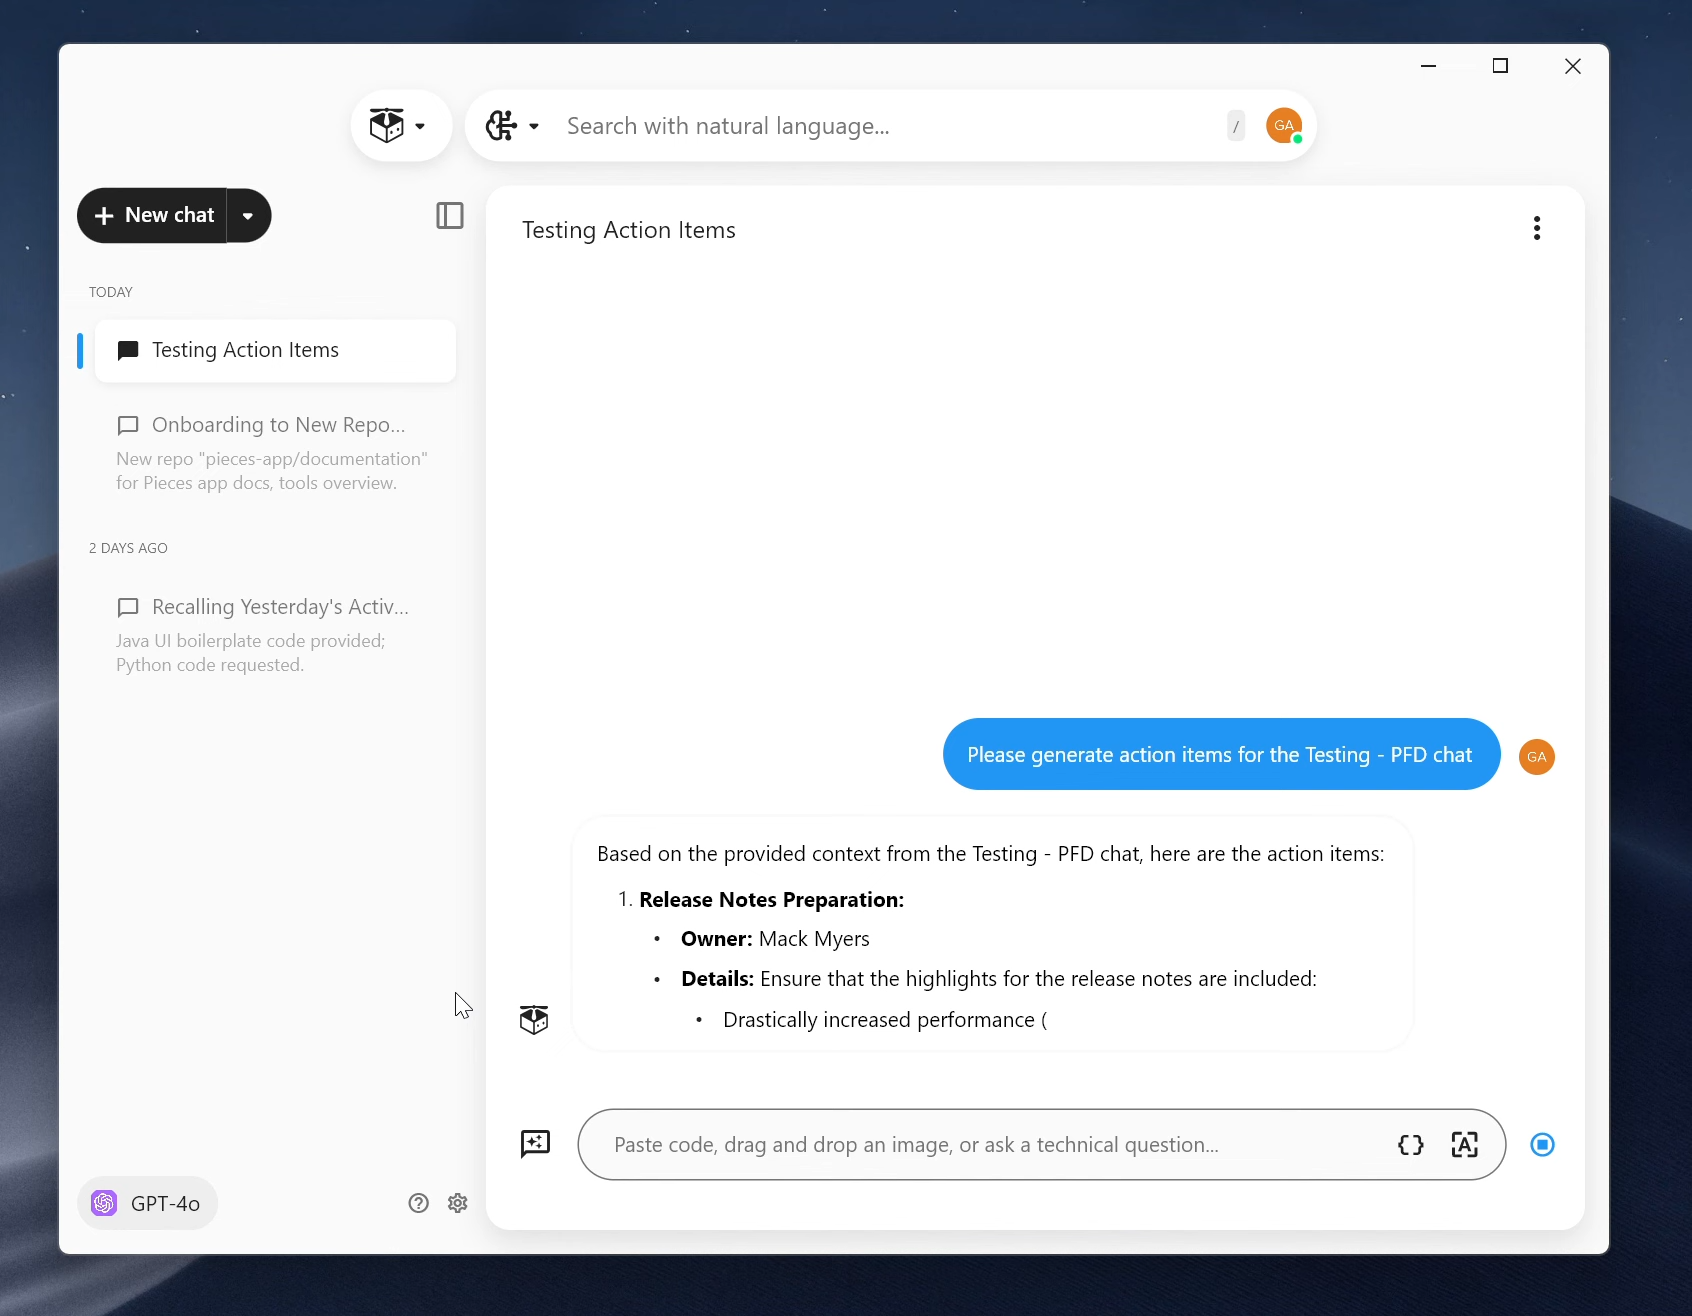 Search with natural language...
/
GA
New chat
Testing Action Items
TODAY
Testing Action Items
Onboarding to New Repo...
New repo "pieces-app/documentation"
for Pieces app docs, tools overview.
2 DAYS AGO
Recalling Yesterday's Activ...
Java UI boilerplate code provided;
Python code requested.
Please generate action items for the Testing - PFD chat
GA
Based on the provided context from the Testing - PFD chat, here are the action items:
1. Release Notes Preparation:
• Owner: Mack Myers
• Details: Ensure that the highlights for the release notes are included:
• Drastically increased performance (
Paste code, drag and drop an image, or ask a technical question...
GPT-4o